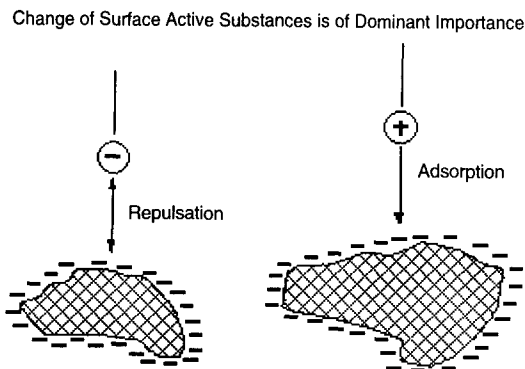 Change of Surface Active Substances is of Dominant Importance
−
+
Repulsation
Adsorption